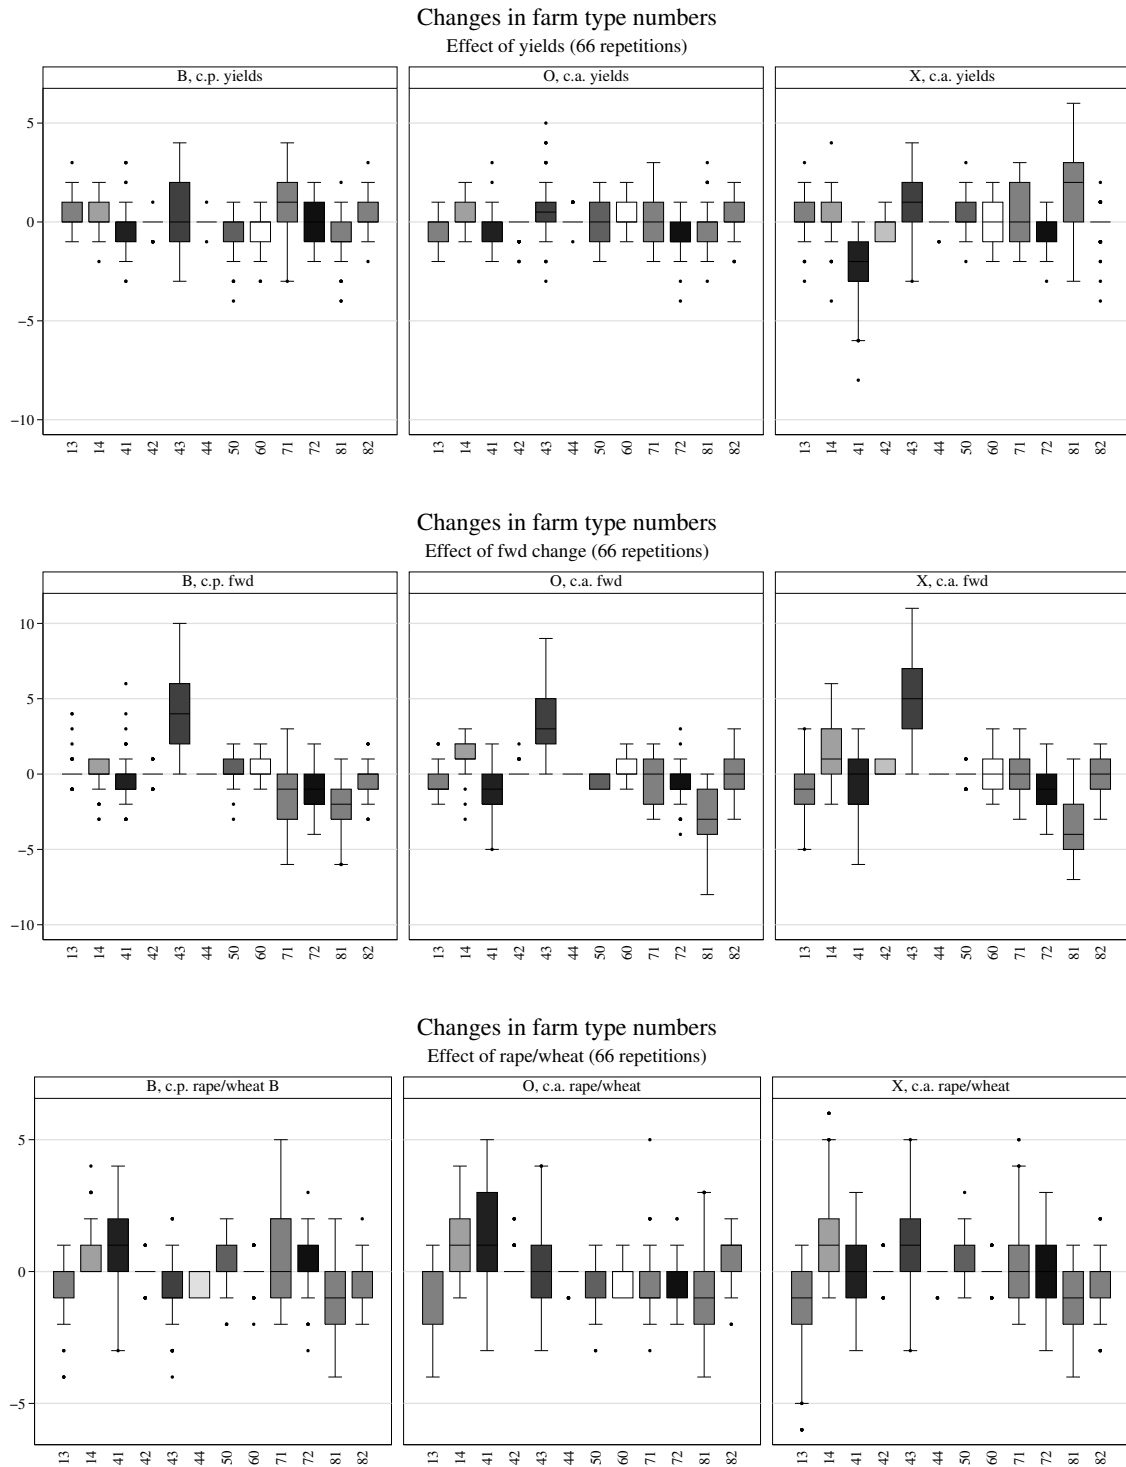 Changes in farm type numbers
Effect of yields (66 repetitions)
B, c.p. yields O, c.a. yields X, c.a. yields
5
0
−5
−10
13 14 41 42 43 44 50 60 71 72 81 82 13 14 41 42 43 44 50 60 71 72 81 82 13 14 41 42 43 44 50 60 71 72 81 82
Changes in farm type numbers
Effect of fwd change (66 repetitions)
B, c.p. fwd O, c.a. fwd X, c.a. fwd
10
5
0
−5
−10
13 14 41 42 43 44 50 60 71 72 81 82 13 14 41 42 43 44 50 60 71 72 81 82 13 14 41 42 43 44 50 60 71 72 81 82
Changes in farm type numbers
Effect of rape/wheat (66 repetitions)
B, c.p. rape/wheat B O, c.a. rape/wheat X, c.a. rape/wheat
5
0
−5
13 14 41 42 43 44 50 60 71 72 81 82 13 14 41 42 43 44 50 60 71 72 81 82 13 14 41 42 43 44 50 60 71 72 81 82